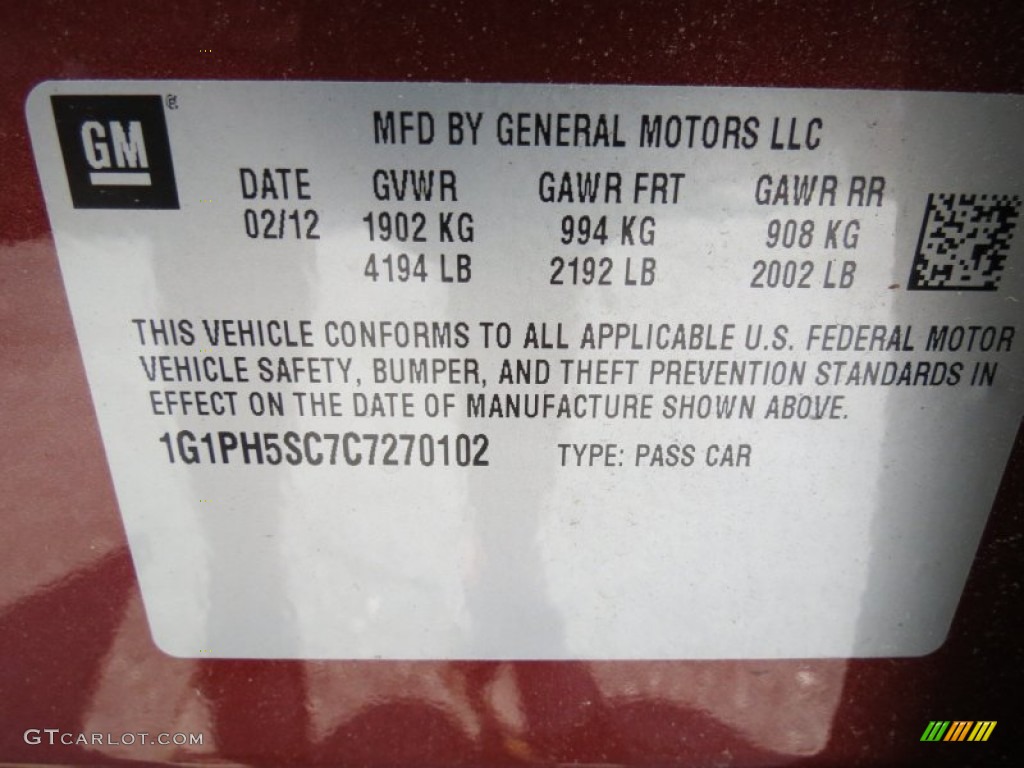 GM
MFD BY GENERAL MOTORS LLC
DATE GVWR GAWR FRT GAWR RR
02/12 1902 KG 994 KG 908 KG
4194 LB 2192 LB 2002 LB
THIS VEHICLE CONFORMS TO ALL APPLICABLE U.S. FEDERAL MOTOR
VEHICLE SAFETY, BUMPER, AND THEFT PREVENTION STANDARDS IN
EFFECT ON THE DATE OF MANUFACTURE SHOWN ABOVE.
1G1PH5SC7C7270102 TYPE: PASS CAR
GTCARLOT.COM